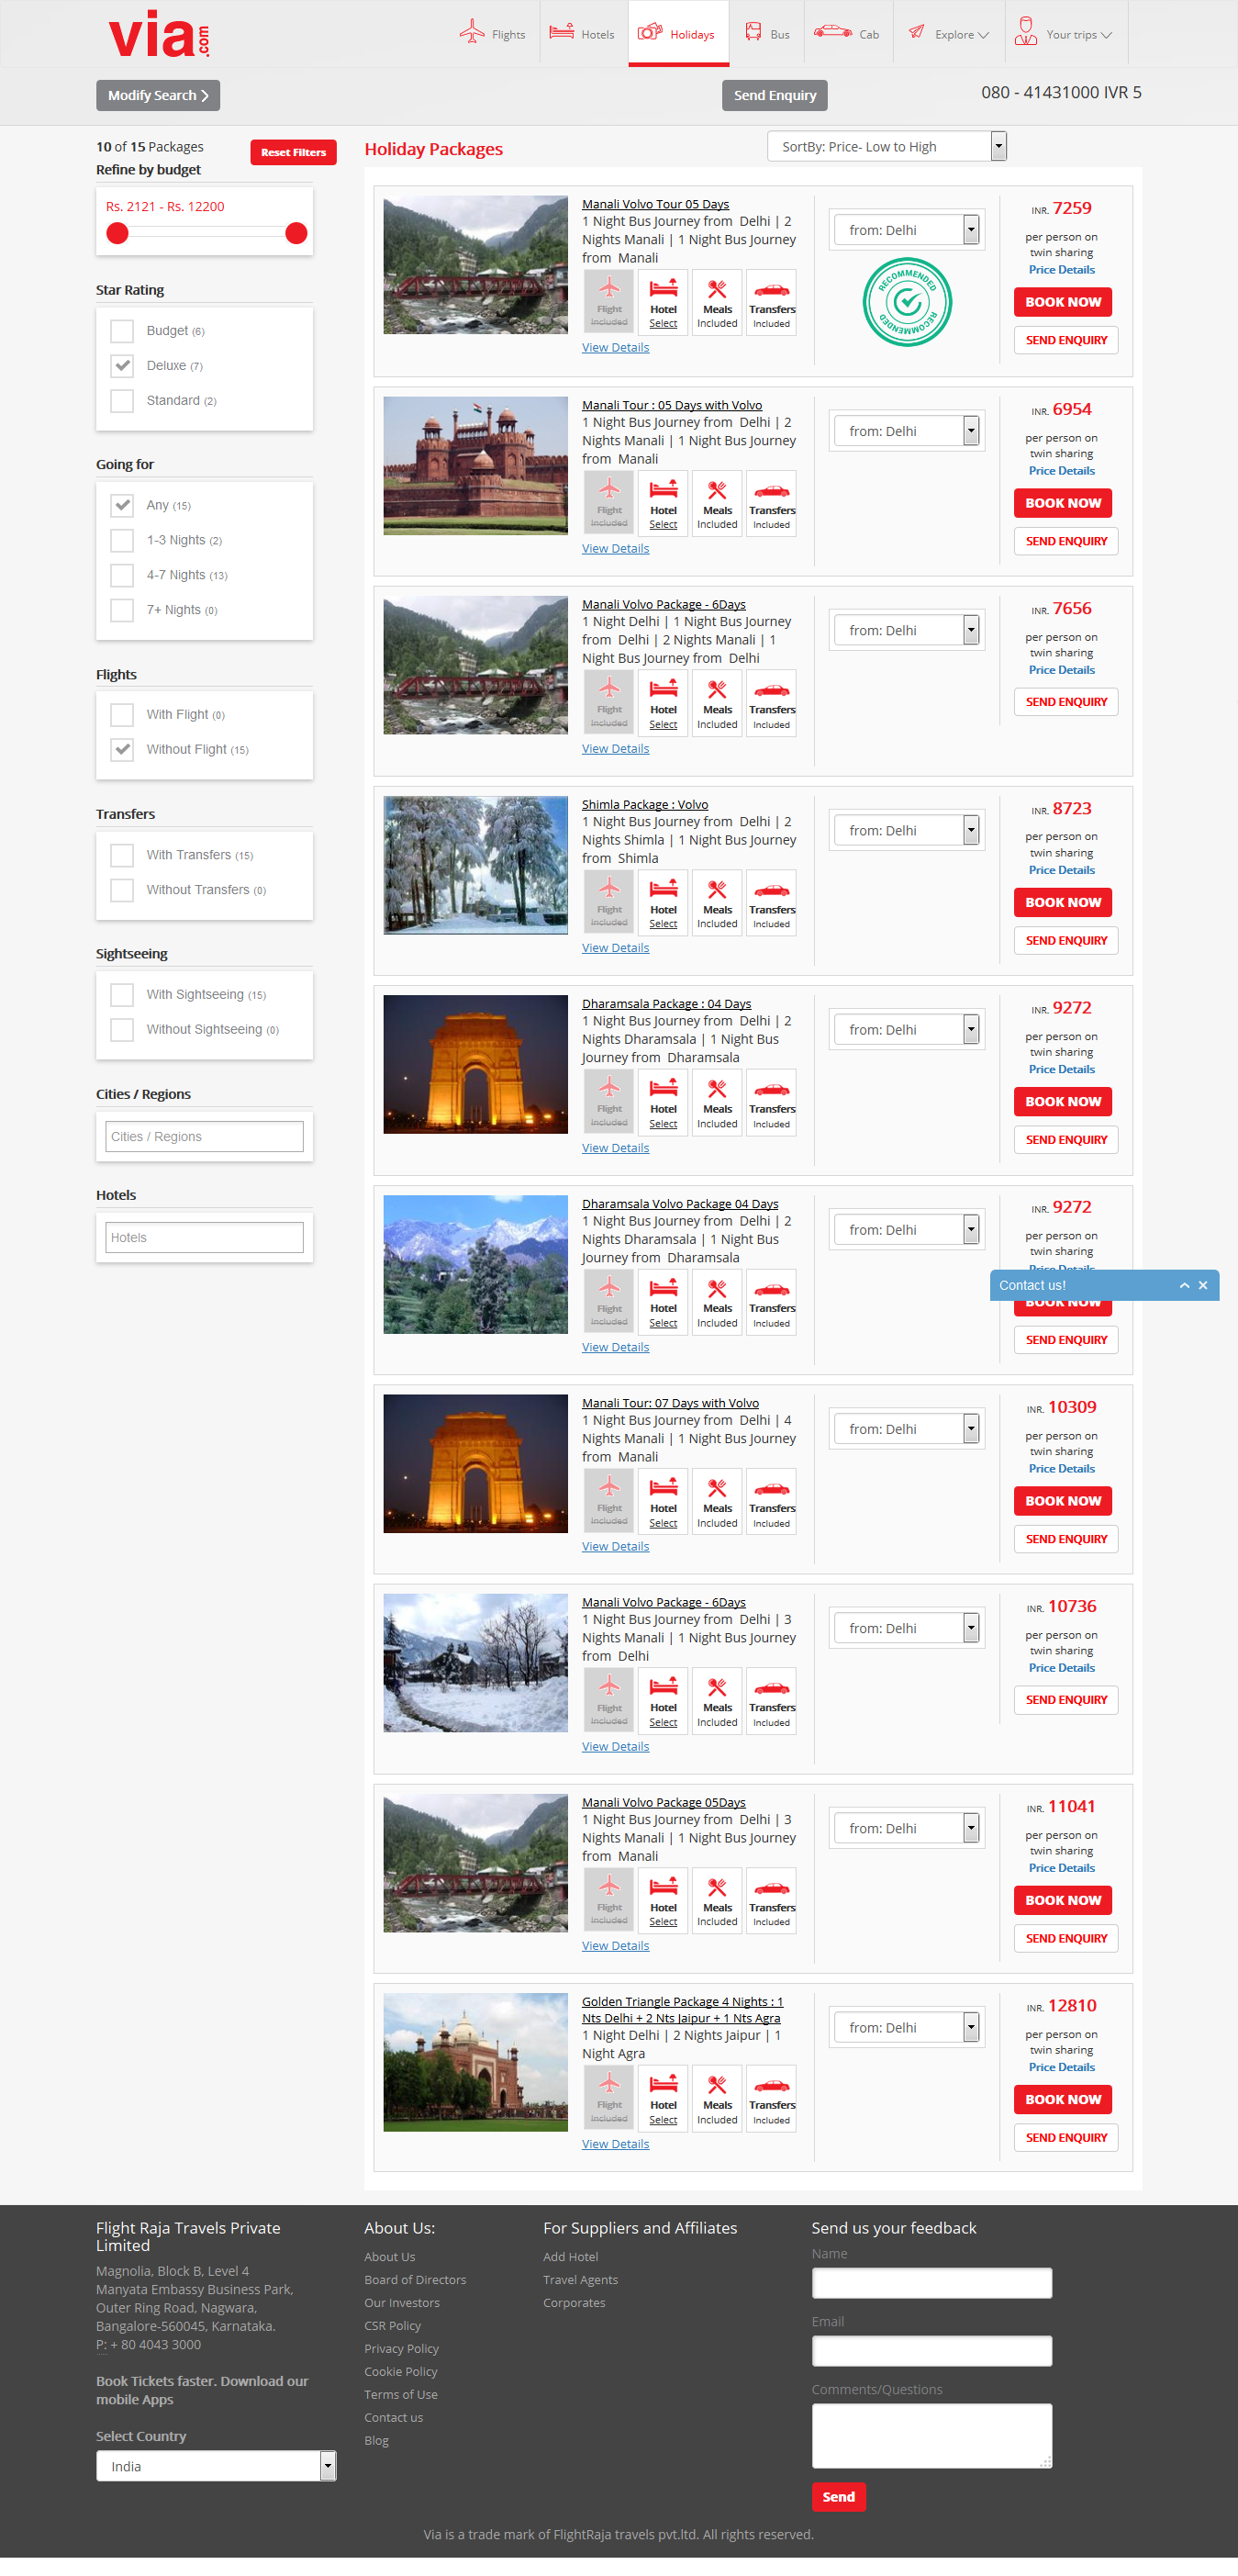 via.com
Flights
Hotels
Holidays
Bus
Cab
Explore
Your trips
Modify Search
Send Enquiry
080 - 41431000 IVR 5
10 of 15 Packages
Reset Filters
Refine by budget
Rs. 2121 - Rs. 12200
Star Rating
Budget (6)
Deluxe (7)
Standard (2)
Going for
Any (15)
1-3 Nights (2)
4-7 Nights (13)
7+ Nights (0)
Flights
With Flight (0)
Without Flight (15)
Transfers
With Transfers (15)
Without Transfers (0)
Sightseeing
With Sightseeing (15)
Without Sightseeing (0)
Cities / Regions
Cities / Regions
Hotels
Hotels
Holiday Packages
SortBy: Price- Low to High
Manali Volvo Tour 05 Days
1 Night Bus Journey from Delhi | 2
Nights Manali | 1 Night Bus Journey
from Manali
Flight Hotel Meals Transfers
Included Select Included Included
View Details
from: Delhi
RECOMMENDED
RECOMMENDED
INR. 7259
per person on
twin sharing
Price Details
BOOK NOW
SEND ENQUIRY
Manali Tour : 05 Days with Volvo
1 Night Bus Journey from Delhi | 2
Nights Manali | 1 Night Bus Journey
from Manali
Flight Hotel Meals Transfers
Included Select Included Included
View Details
from: Delhi
INR. 6954
per person on
twin sharing
Price Details
BOOK NOW
SEND ENQUIRY
Manali Volvo Package - 6Days
1 Night Delhi | 1 Night Bus Journey
from Delhi | 2 Nights Manali | 1
Night Bus Journey from Delhi
Flight Hotel Meals Transfers
Included Select Included Included
View Details
from: Delhi
INR. 7656
per person on
twin sharing
Price Details
SEND ENQUIRY
Shimla Package : Volvo
1 Night Bus Journey from Delhi | 2
Nights Shimla | 1 Night Bus Journey
from Shimla
Flight Hotel Meals Transfers
Included Select Included Included
View Details
from: Delhi
INR. 8723
per person on
twin sharing
Price Details
BOOK NOW
SEND ENQUIRY
Dharamsala Package : 04 Days
1 Night Bus Journey from Delhi | 2
Nights Dharamsala | 1 Night Bus
Journey from Dharamsala
Flight Hotel Meals Transfers
Included Select Included Included
View Details
from: Delhi
INR. 9272
per person on
twin sharing
Price Details
BOOK NOW
SEND ENQUIRY
Dharamsala Volvo Package 04 Days
1 Night Bus Journey from Delhi | 2
Nights Dharamsala | 1 Night Bus
Journey from Dharamsala
Flight Hotel Meals Transfers
Included Select Included Included
View Details
from: Delhi
INR. 9272
per person on
twin sharing
Price Details
Contact us!
BOOK NOW
SEND ENQUIRY
Manali Tour: 07 Days with Volvo
1 Night Bus Journey from Delhi | 4
Nights Manali | 1 Night Bus Journey
from Manali
Flight Hotel Meals Transfers
Included Select Included Included
View Details
from: Delhi
INR. 10309
per person on
twin sharing
Price Details
BOOK NOW
SEND ENQUIRY
Manali Volvo Package - 6Days
1 Night Bus Journey from Delhi | 3
Nights Manali | 1 Night Bus Journey
from Delhi
Flight Hotel Meals Transfers
Included Select Included Included
View Details
from: Delhi
INR. 10736
per person on
twin sharing
Price Details
SEND ENQUIRY
Manali Volvo Package 05Days
1 Night Bus Journey from Delhi | 3
Nights Manali | 1 Night Bus Journey
from Manali
Flight Hotel Meals Transfers
Included Select Included Included
View Details
from: Delhi
INR. 11041
per person on
twin sharing
Price Details
BOOK NOW
SEND ENQUIRY
Golden Triangle Package 4 Nights : 1
Nts Delhi + 2 Nts Jaipur + 1 Nts Agra
1 Night Delhi | 2 Nights Jaipur | 1
Night Agra
Flight Hotel Meals Transfers
Included Select Included Included
View Details
from: Delhi
INR. 12810
per person on
twin sharing
Price Details
BOOK NOW
SEND ENQUIRY
Flight Raja Travels Private
Limited
Magnolia, Block B, Level 4
Manyata Embassy Business Park,
Outer Ring Road, Nagwara,
Bangalore-560045, Karnataka.
P: + 80 4043 3000
Book Tickets faster. Download our
mobile Apps
Select Country
India
About Us:
About Us
Board of Directors
Our Investors
CSR Policy
Privacy Policy
Cookie Policy
Terms of Use
Contact us
Blog
For Suppliers and Affiliates
Add Hotel
Travel Agents
Corporates
Send us your feedback
Name
Email
Comments/Questions
Send
Via is a trade mark of FlightRaja travels pvt.ltd. All rights reserved.